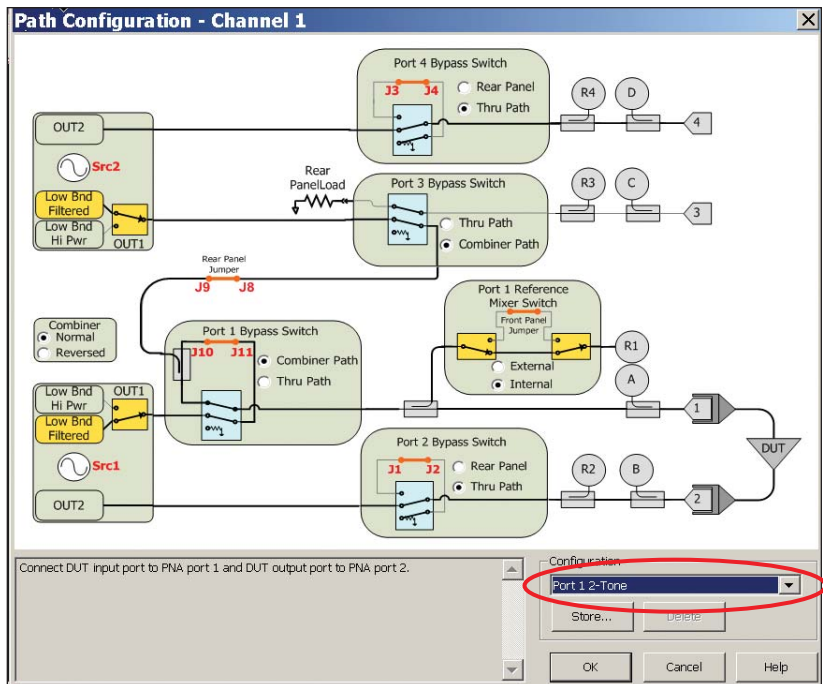 Path Configuration - Channel 1
Port 4 Bypass Switch
J3 J4
Rear Panel
Thru Path
R4
D
4
OUT2
Src2
Low Bnd
Filtered
Low Bnd
Hi Pwr
OUT1
Rear
PanelLoad
Port 3 Bypass Switch
Thru Path
Combiner Path
R3
C
3
Rear Panel
Jumper
J9 J8
Port 1 Reference
Mixer Switch
Front Panel
Jumper
External
Internal
R1
A
Combiner
Normal
Reversed
Port 1 Bypass Switch
J10 J11
Combiner Path
Thru Path
Low Bnd
Hi Pwr
OUT1
Low Bnd
Filtered
1
DUT
Src1
OUT2
Port 2 Bypass Switch
J1 J2
Rear Panel
Thru Path
R2
B
2
Connect DUT input port to PNA port 1 and DUT output port to PNA port 2.
Configuration
Port 1 2-Tone
Store...
Delete
OK
Cancel
Help